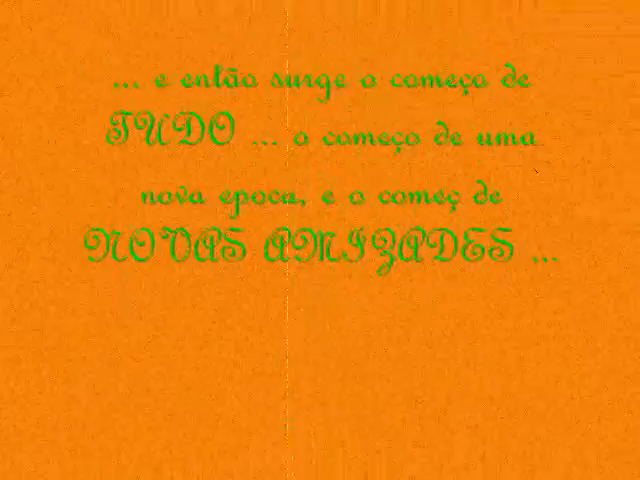 ... e então surge o começo de
TUDO ... o começo de uma
nova epoca, e o começ de
NOVAS AMIZADES ...